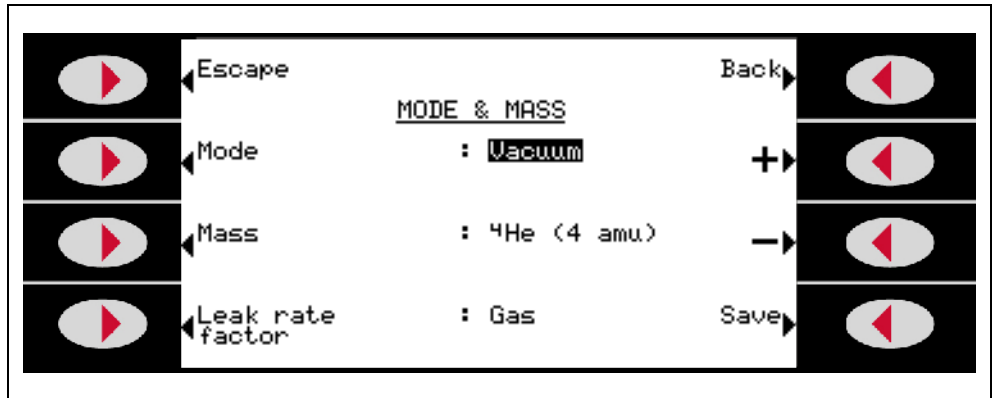 Escape Back
MODE & MASS
Mode : Vacuum +
Mass : ⁴He (4 amu) −
Leak rate : Gas Save
factor